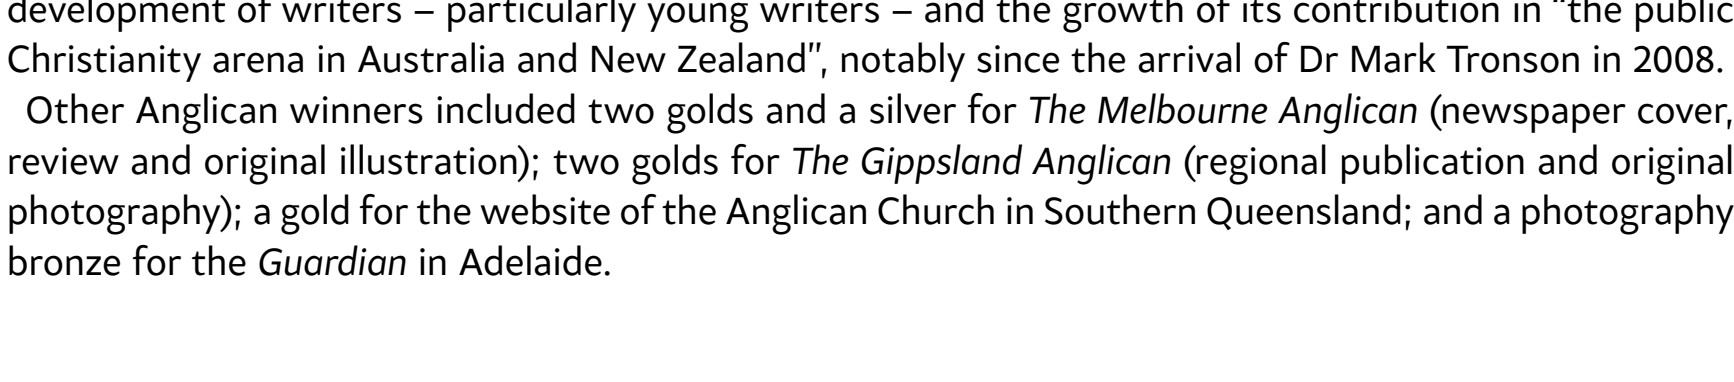 development of writers – particularly young writers – and the growth of its contribution in “the public
Christianity arena in Australia and New Zealand”, notably since the arrival of Dr Mark Tronson in 2008.
Other Anglican winners included two golds and a silver for The Melbourne Anglican (newspaper cover,
review and original illustration); two golds for The Gippsland Anglican (regional publication and original
photography); a gold for the website of the Anglican Church in Southern Queensland; and a photography
bronze for the Guardian in Adelaide.